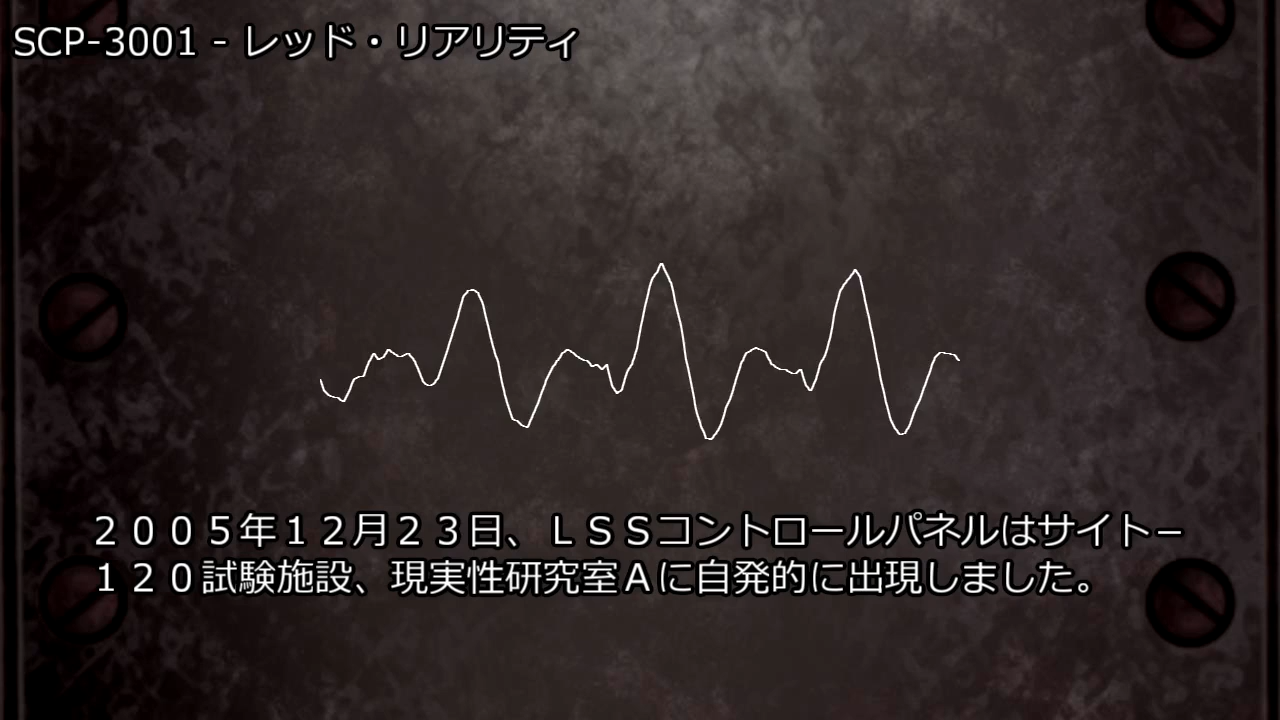 SCP-3001 - レッド・リアリティ
２００５年１２月２３日、ＬＳＳコントロールパネルはサイト－
１２０試験施設、現実性研究室Ａに自発的に出現しました。